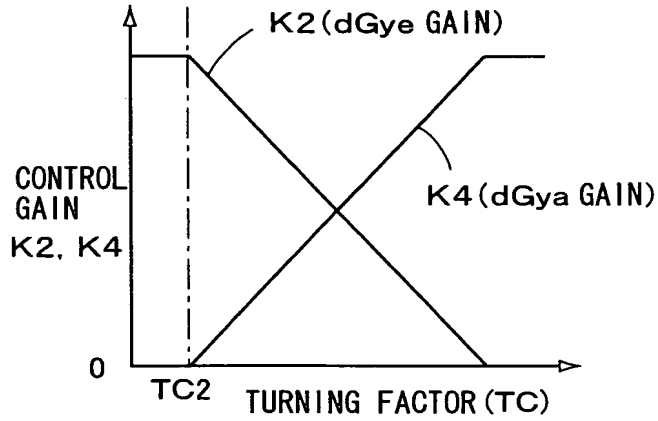 K2(dGye GAIN)
CONTROL
GAIN
K2, K4
K4(dGya GAIN)
0
TC2
TURNING FACTOR(TC)